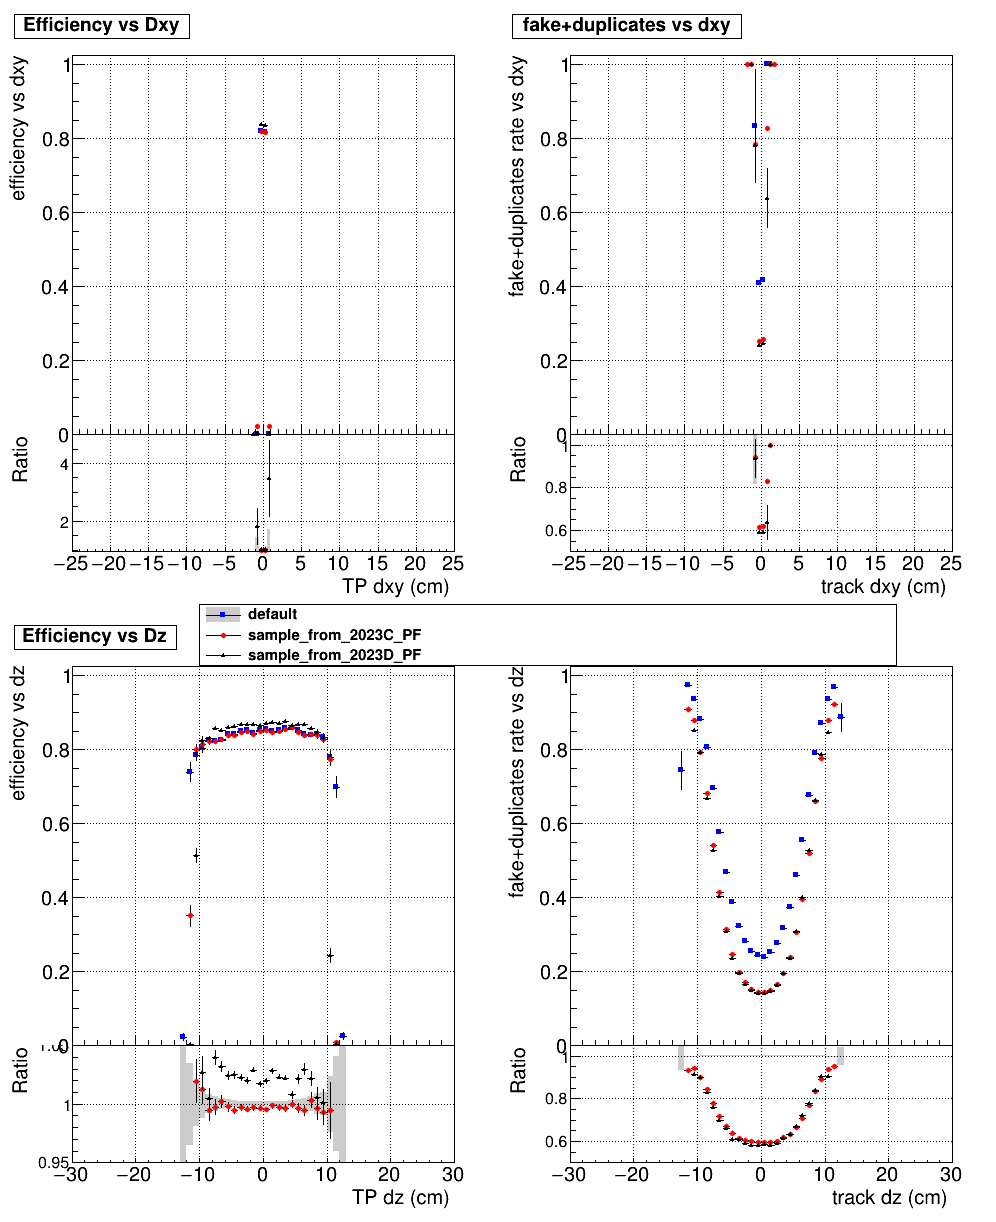 Efficiency vs Dxy
efficiency vs dxy
1
0.8
0.6
0.4
0.2
0
Ratio
4
2
−25 −20 −15 −10 −5 0 5 10 15 20 25
TP dxy (cm)
fake+duplicates vs dxy
fake+duplicates rate vs dxy
1
0.8
0.6
0.4
0.2
0
Ratio
1
0.8
0.6
−25 −20 −15 −10 −5 0 5 10 15 20 25
track dxy (cm)
default
sample_from_2023C_PF
sample_from_2023D_PF
Efficiency vs Dz
efficiency vs dz
1
0.8
0.6
0.4
0.2
0
Ratio
1
0.95
−30 −20 −10 0 10 20 30
TP dz (cm)
fake+duplicates rate vs dz
1
0.8
0.6
0.4
0.2
0
Ratio
1
0.8
0.6
−30 −20 −10 0 10 20 30
track dz (cm)